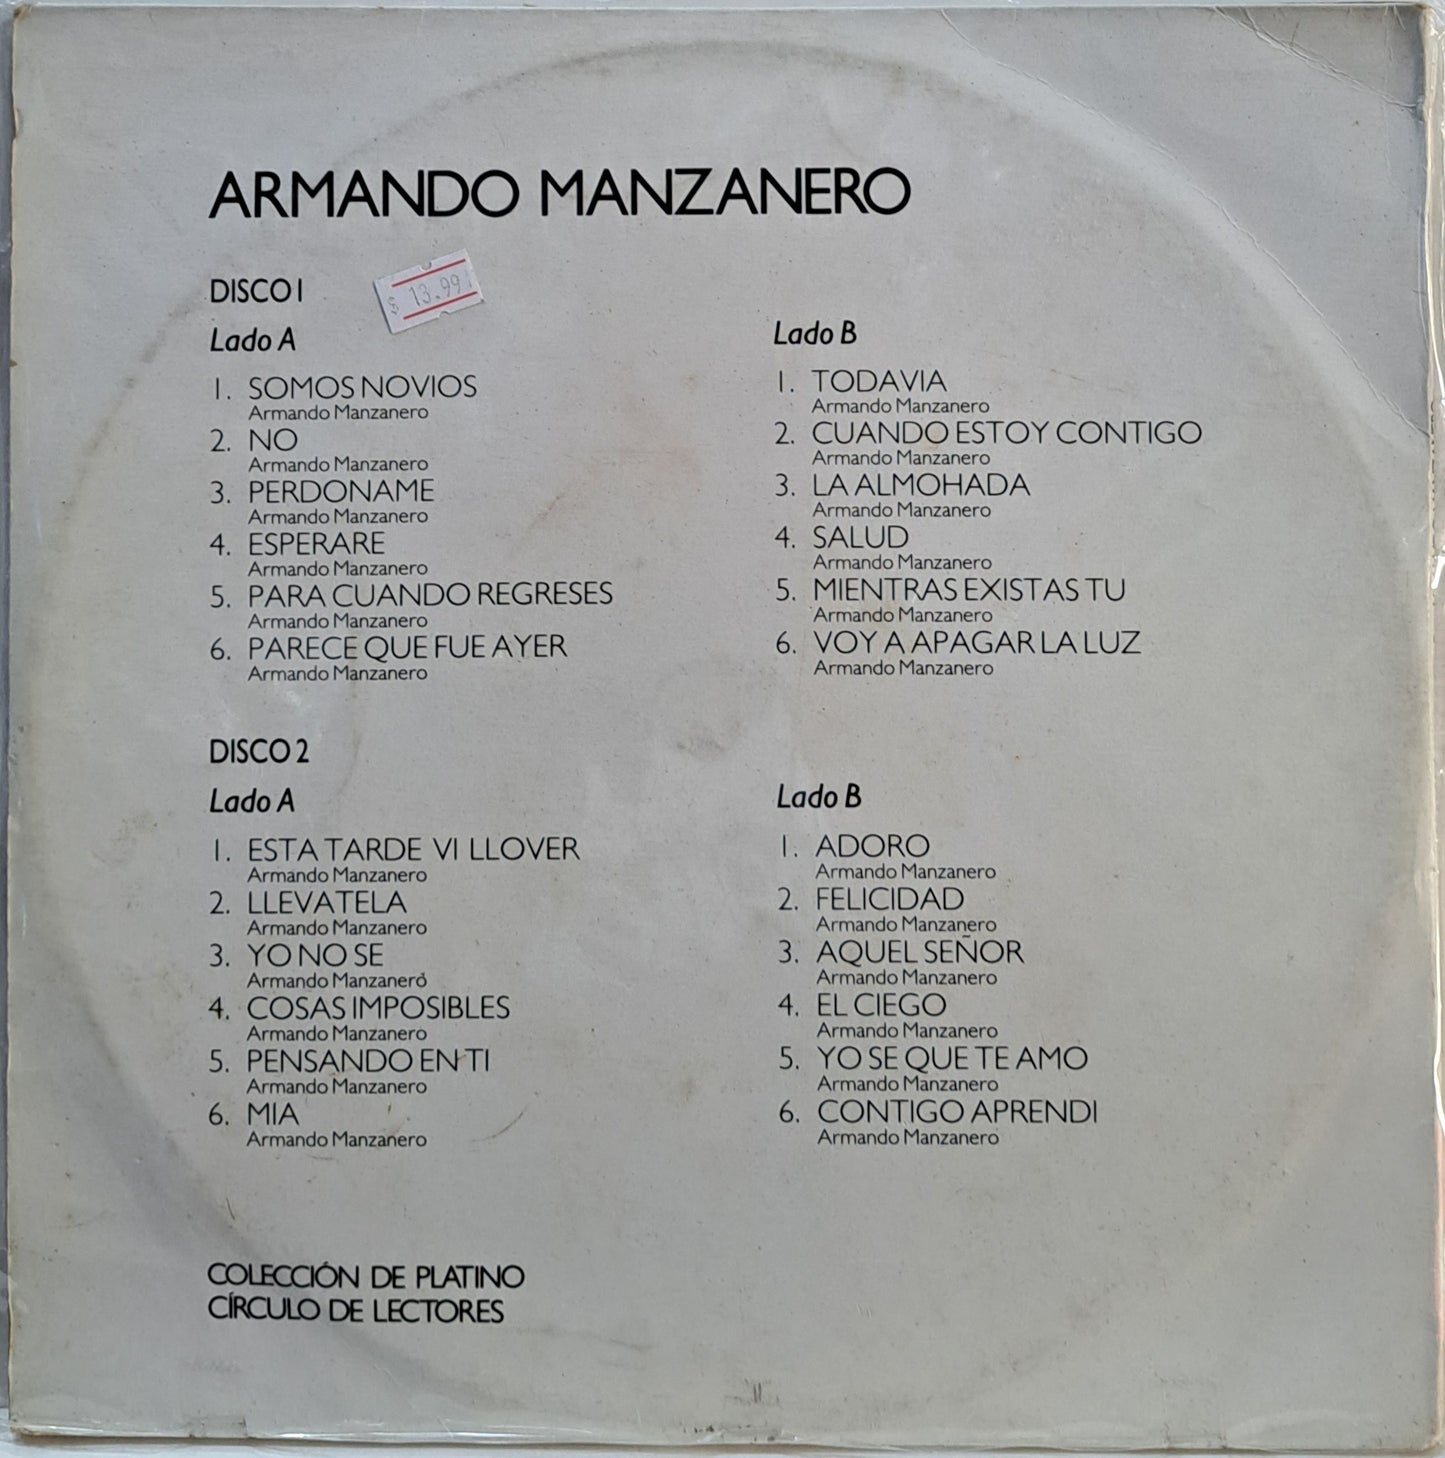 ARMANDO MANZANERO
$ 13.99
DISCO 1
Lado A
1. SOMOS NOVIOS
Armando Manzanero
2. NO
Armando Manzanero
3. PERDONAME
Armando Manzanero
4. ESPERARE
Armando Manzanero
5. PARA CUANDO REGRESES
Armando Manzanero
6. PARECE QUE FUE AYER
Armando Manzanero
Lado B
1. TODAVIA
Armando Manzanero
2. CUANDO ESTOY CONTIGO
Armando Manzanero
3. LA ALMOHADA
Armando Manzanero
4. SALUD
Armando Manzanero
5. MIENTRAS EXISTAS TU
Armando Manzanero
6. VOY A APAGAR LA LUZ
Armando Manzanero
DISCO 2
Lado A
1. ESTA TARDE VI LLOVER
Armando Manzanero
2. LLEVATELA
Armando Manzanero
3. YO NO SE
Armando Manzanero
4. COSAS IMPOSIBLES
Armando Manzanero
5. PENSANDO EN TI
Armando Manzanero
6. MIA
Armando Manzanero
Lado B
1. ADORO
Armando Manzanero
2. FELICIDAD
Armando Manzanero
3. AQUEL SEÑOR
Armando Manzanero
4. EL CIEGO
Armando Manzanero
5. YO SE QUE TE AMO
Armando Manzanero
6. CONTIGO APRENDI
Armando Manzanero
COLECCIÓN DE PLATINO
CÍRCULO DE LECTORES